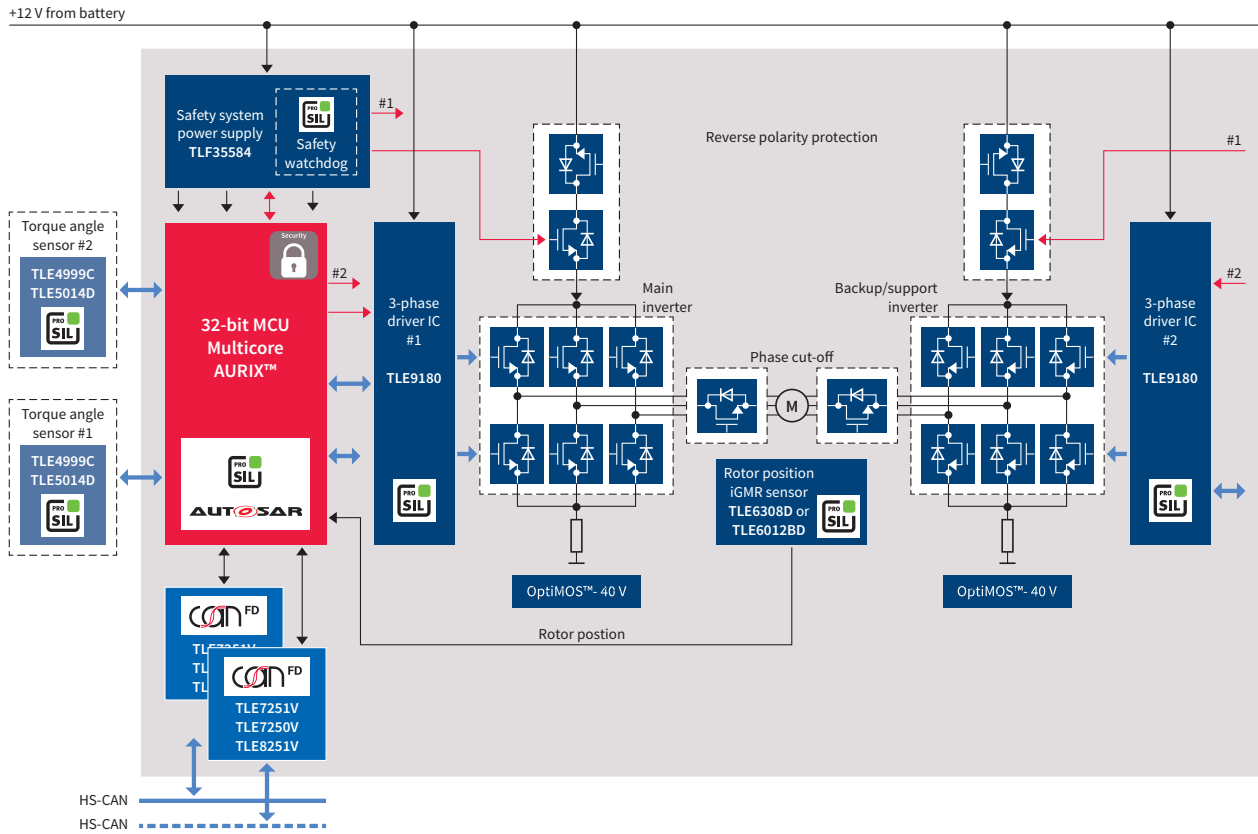 +12 V from battery
Safety system
power supply
TLF35584
PRO
SIL
Safety
watchdog
#1
Reverse polarity protection
#1
Torque angle
sensor #2
TLE4999C
TLE5014D
PRO
SIL
Security
32-bit MCU
Multicore
AURIX™
PRO
SIL
AUTOSAR
#2
3-phase
driver IC
#1
TLE9180
PRO
SIL
Main
inverter
Backup/support
inverter
Phase cut-off
M
#2
3-phase
driver IC
#2
TLE9180
PRO
SIL
Torque angle
sensor #1
TLE4999C
TLE5014D
PRO
SIL
Rotor position
iGMR sensor
TLE6308D or
TLE6012BD
PRO
SIL
OptiMOS™- 40 V
OptiMOS™- 40 V
Rotor postion
CAN FD
CAN FD
TLE7251V
TLE7250V
TLE8251V
HS-CAN
HS-CAN